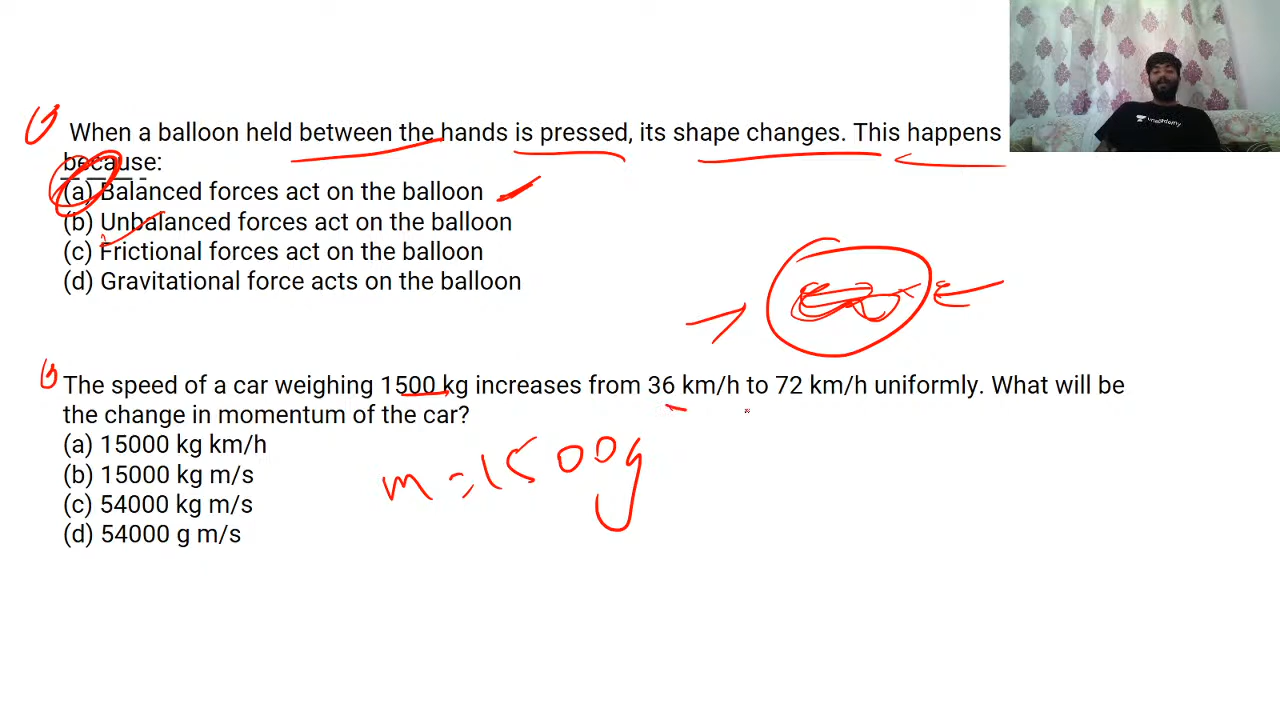 When a balloon held between the hands is pressed, its shape changes. This happens
because:
(a) Balanced forces act on the balloon
(b) Unbalanced forces act on the balloon
(c) Frictional forces act on the balloon
(d) Gravitational force acts on the balloon
The speed of a car weighing 1500 kg increases from 36 km/h to 72 km/h uniformly. What will be
the change in momentum of the car?
(a) 15000 kg km/h
(b) 15000 kg m/s
(c) 54000 kg m/s
(d) 54000 g m/s
m = 1500g
unacademy